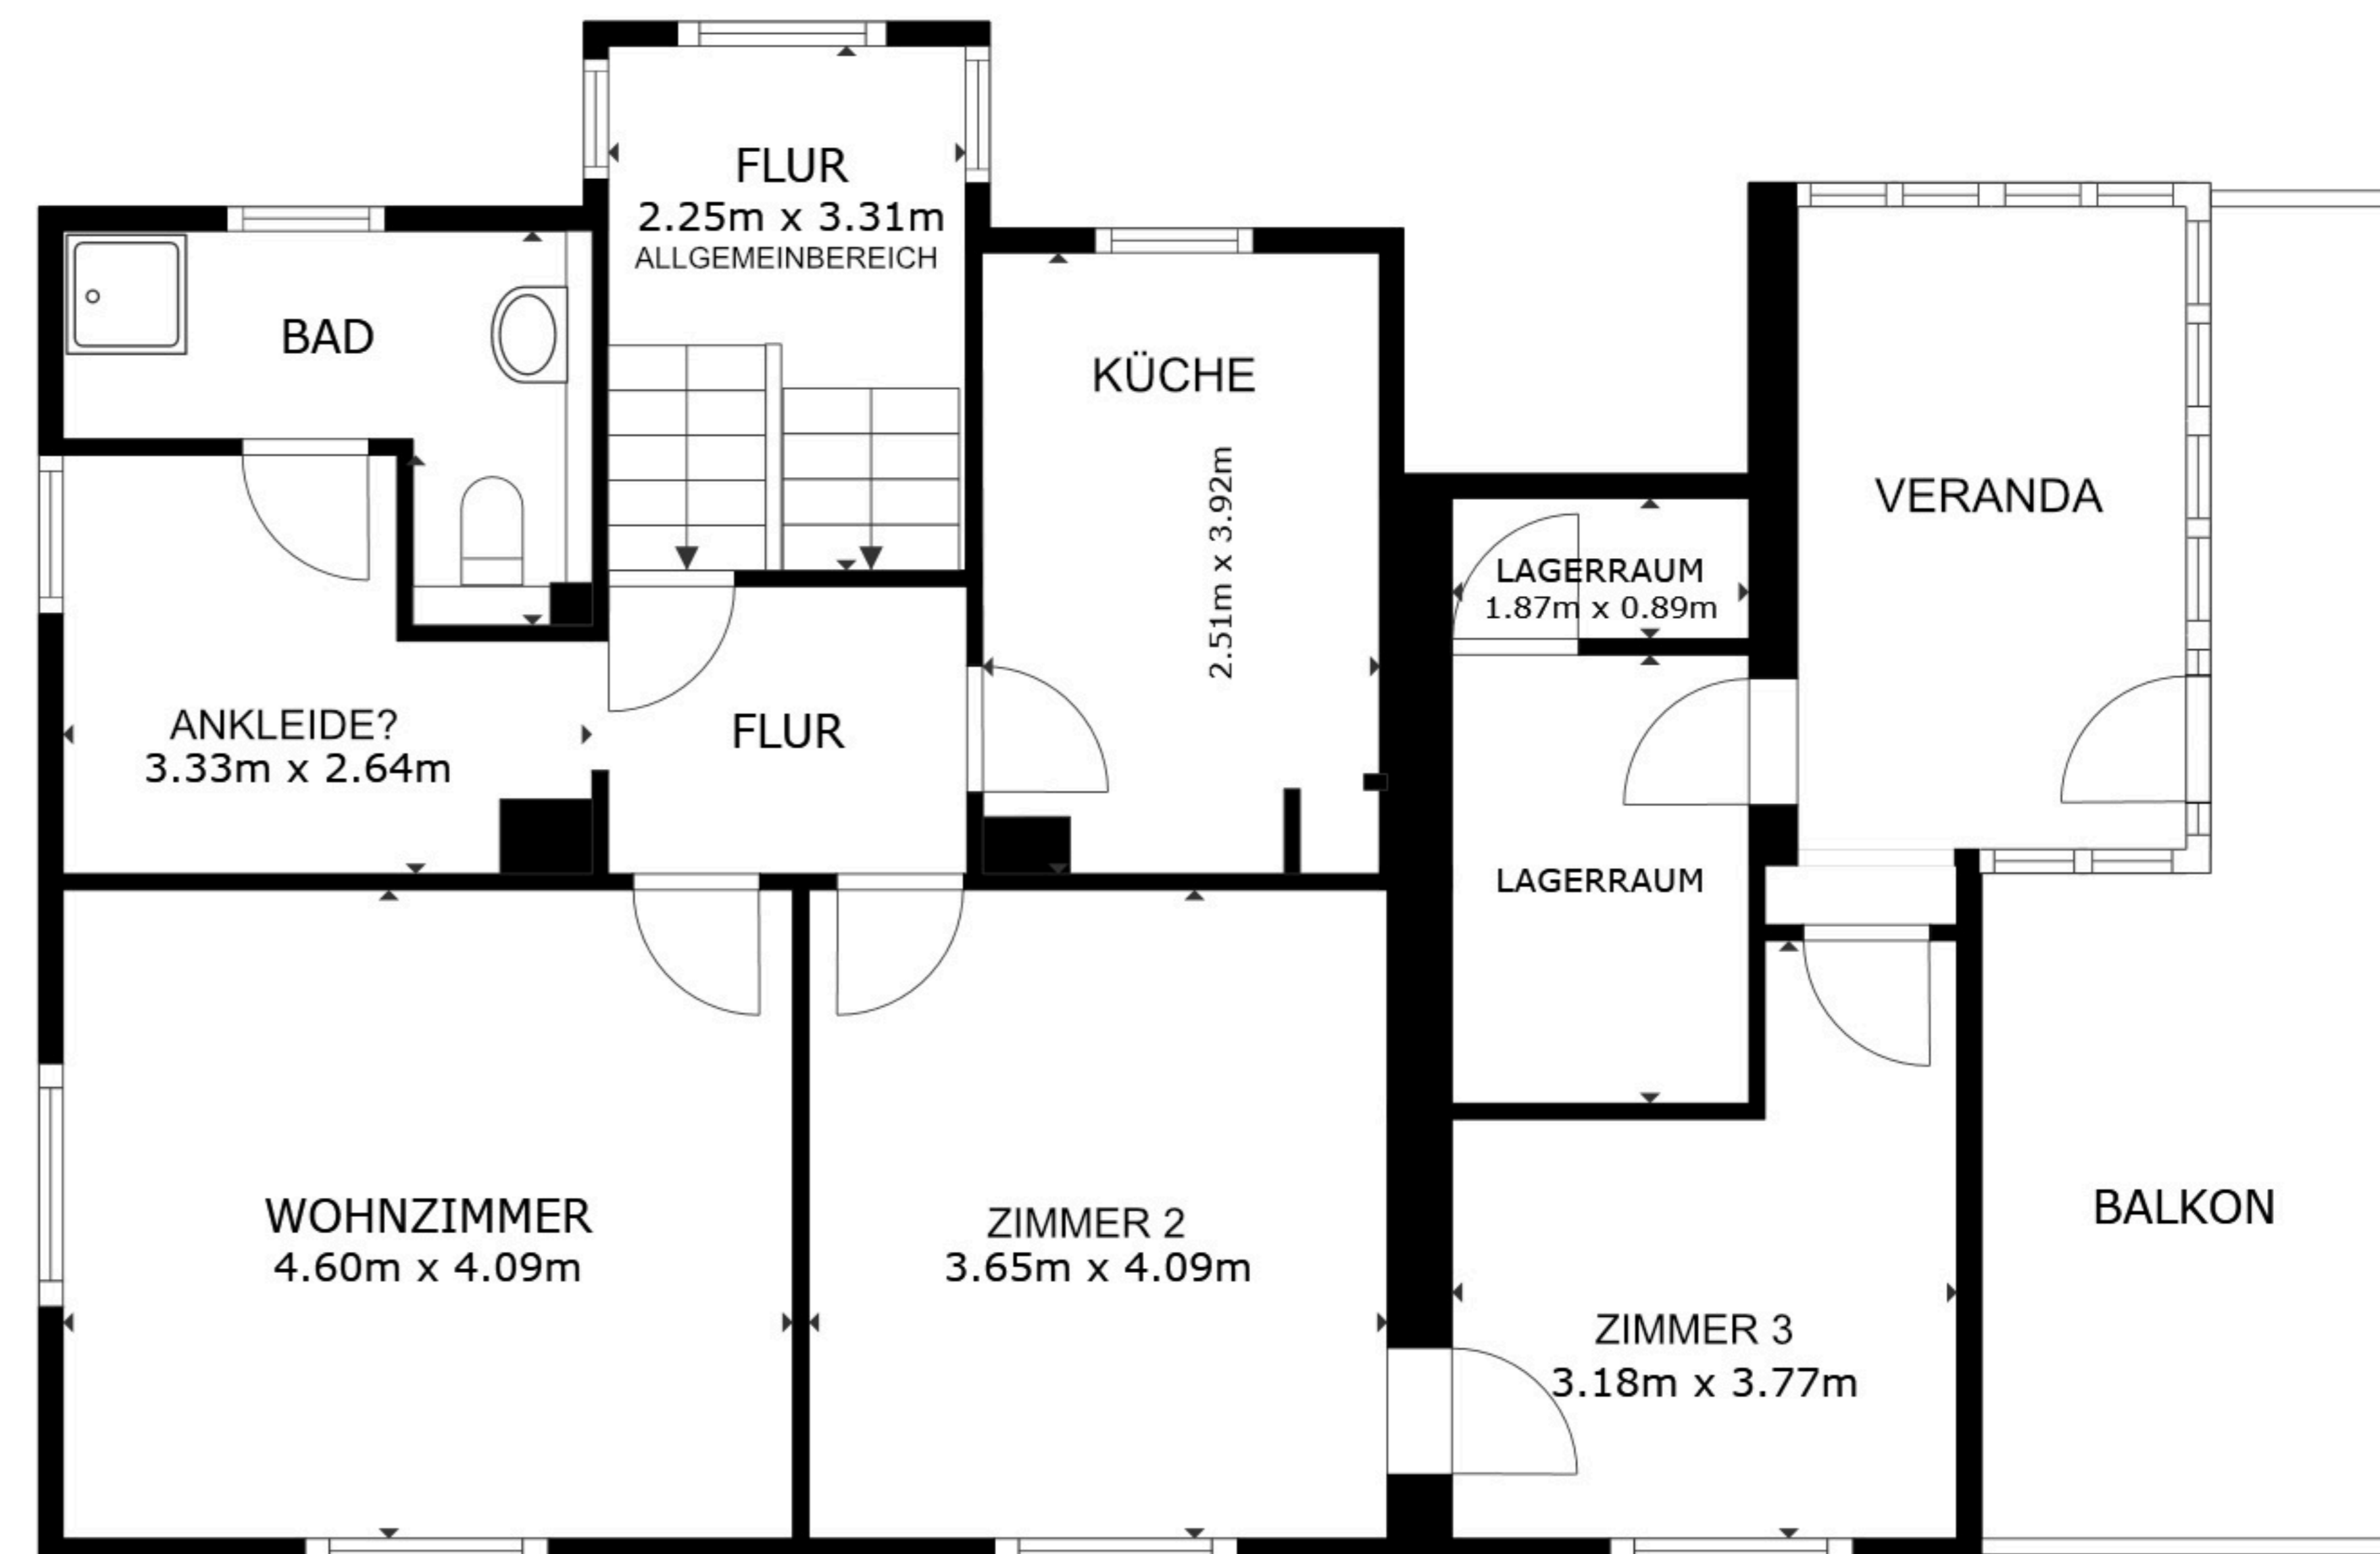 FLUR
2.25m x 3.31m
ALLGEMEINBEREICH
BAD
KÜCHE
2.51m x 3.92m
VERANDA
LAGERRAUM
1.87m x 0.89m
ANKLEIDE?
3.33m x 2.64m
FLUR
LAGERRAUM
WOHNZIMMER
4.60m x 4.09m
ZIMMER 2
3.65m x 4.09m
BALKON
ZIMMER 3
3.18m x 3.77m